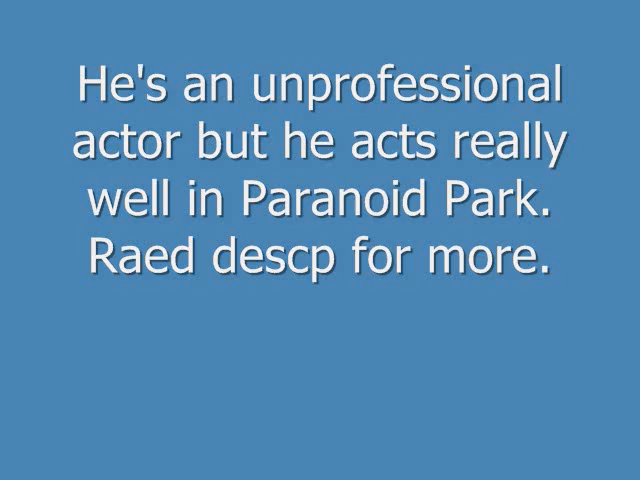 He's an unprofessional
actor but he acts really
well in Paranoid Park.
Raed descp for more.